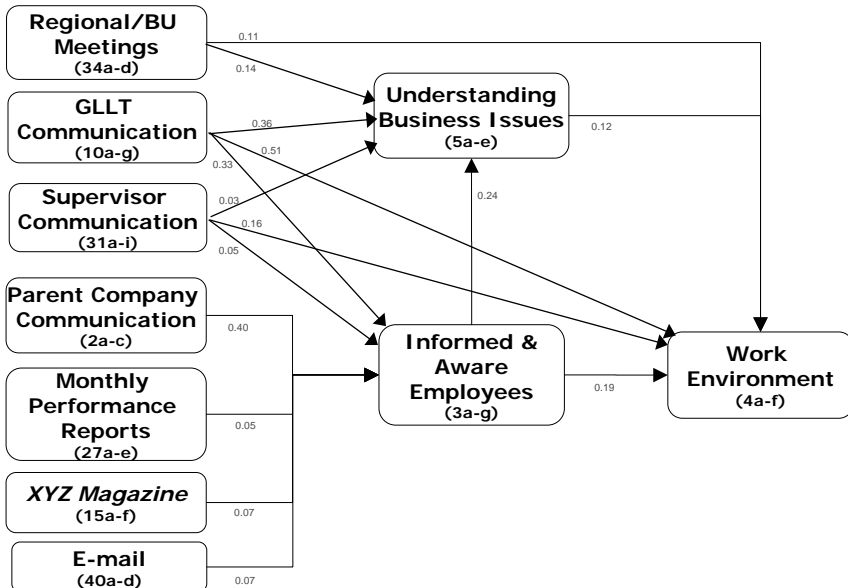 Regional/BU
Meetings
(34a-d)
0.11
0.14
GLLT
Communication
(10a-g)
0.36
0.51
0.33
Supervisor
Communication
(31a-i)
0.03
0.16
0.05
Parent Company
Communication
(2a-c)
0.40
Monthly
Performance
Reports
(27a-e)
0.05
XYZ Magazine
(15a-f)
0.07
E-mail
(40a-d)
0.07
Understanding
Business Issues
(5a-e)
0.12
0.24
Informed &
Aware
Employees
(3a-g)
0.19
Work
Environment
(4a-f)